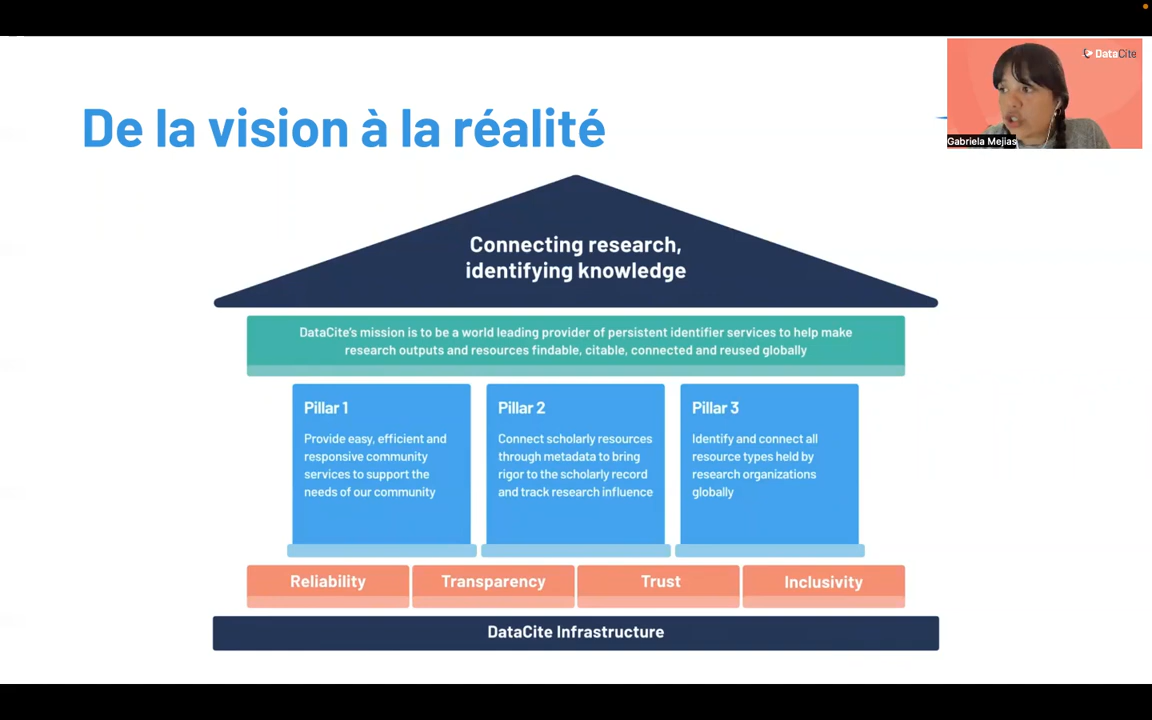 DataCite
Gabriela Mejias
De la vision à la réalité
Connecting research,
identifying knowledge
DataCite's mission is to be a world leading provider of persistent identifier services to help make
research outputs and resources findable, citable, connected and reused globally
Pillar 1
Provide easy, efficient and
responsive community
services to support the
needs of our community
Pillar 2
Connect scholarly resources
through metadata to bring
rigor to the scholarly record
and track research influence
Pillar 3
Identify and connect all
resource types held by
research organizations
globally
Reliability
Transparency
Trust
Inclusivity
DataCite Infrastructure